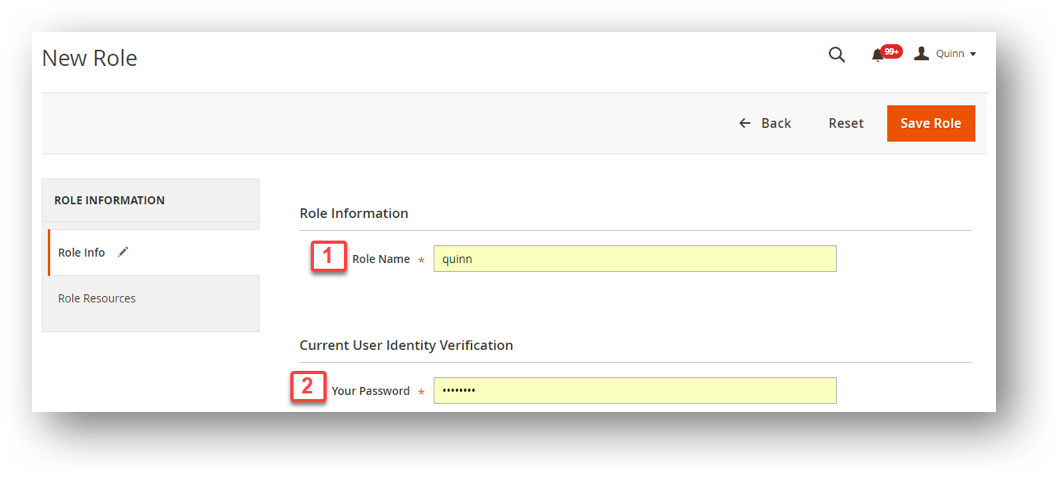 New Role
99+
Quinn
Back
Reset
Save Role
ROLE INFORMATION
Role Info
Role Resources
Role Information
1
Role Name *
quinn
Current User Identity Verification
2
Your Password *
••••••••